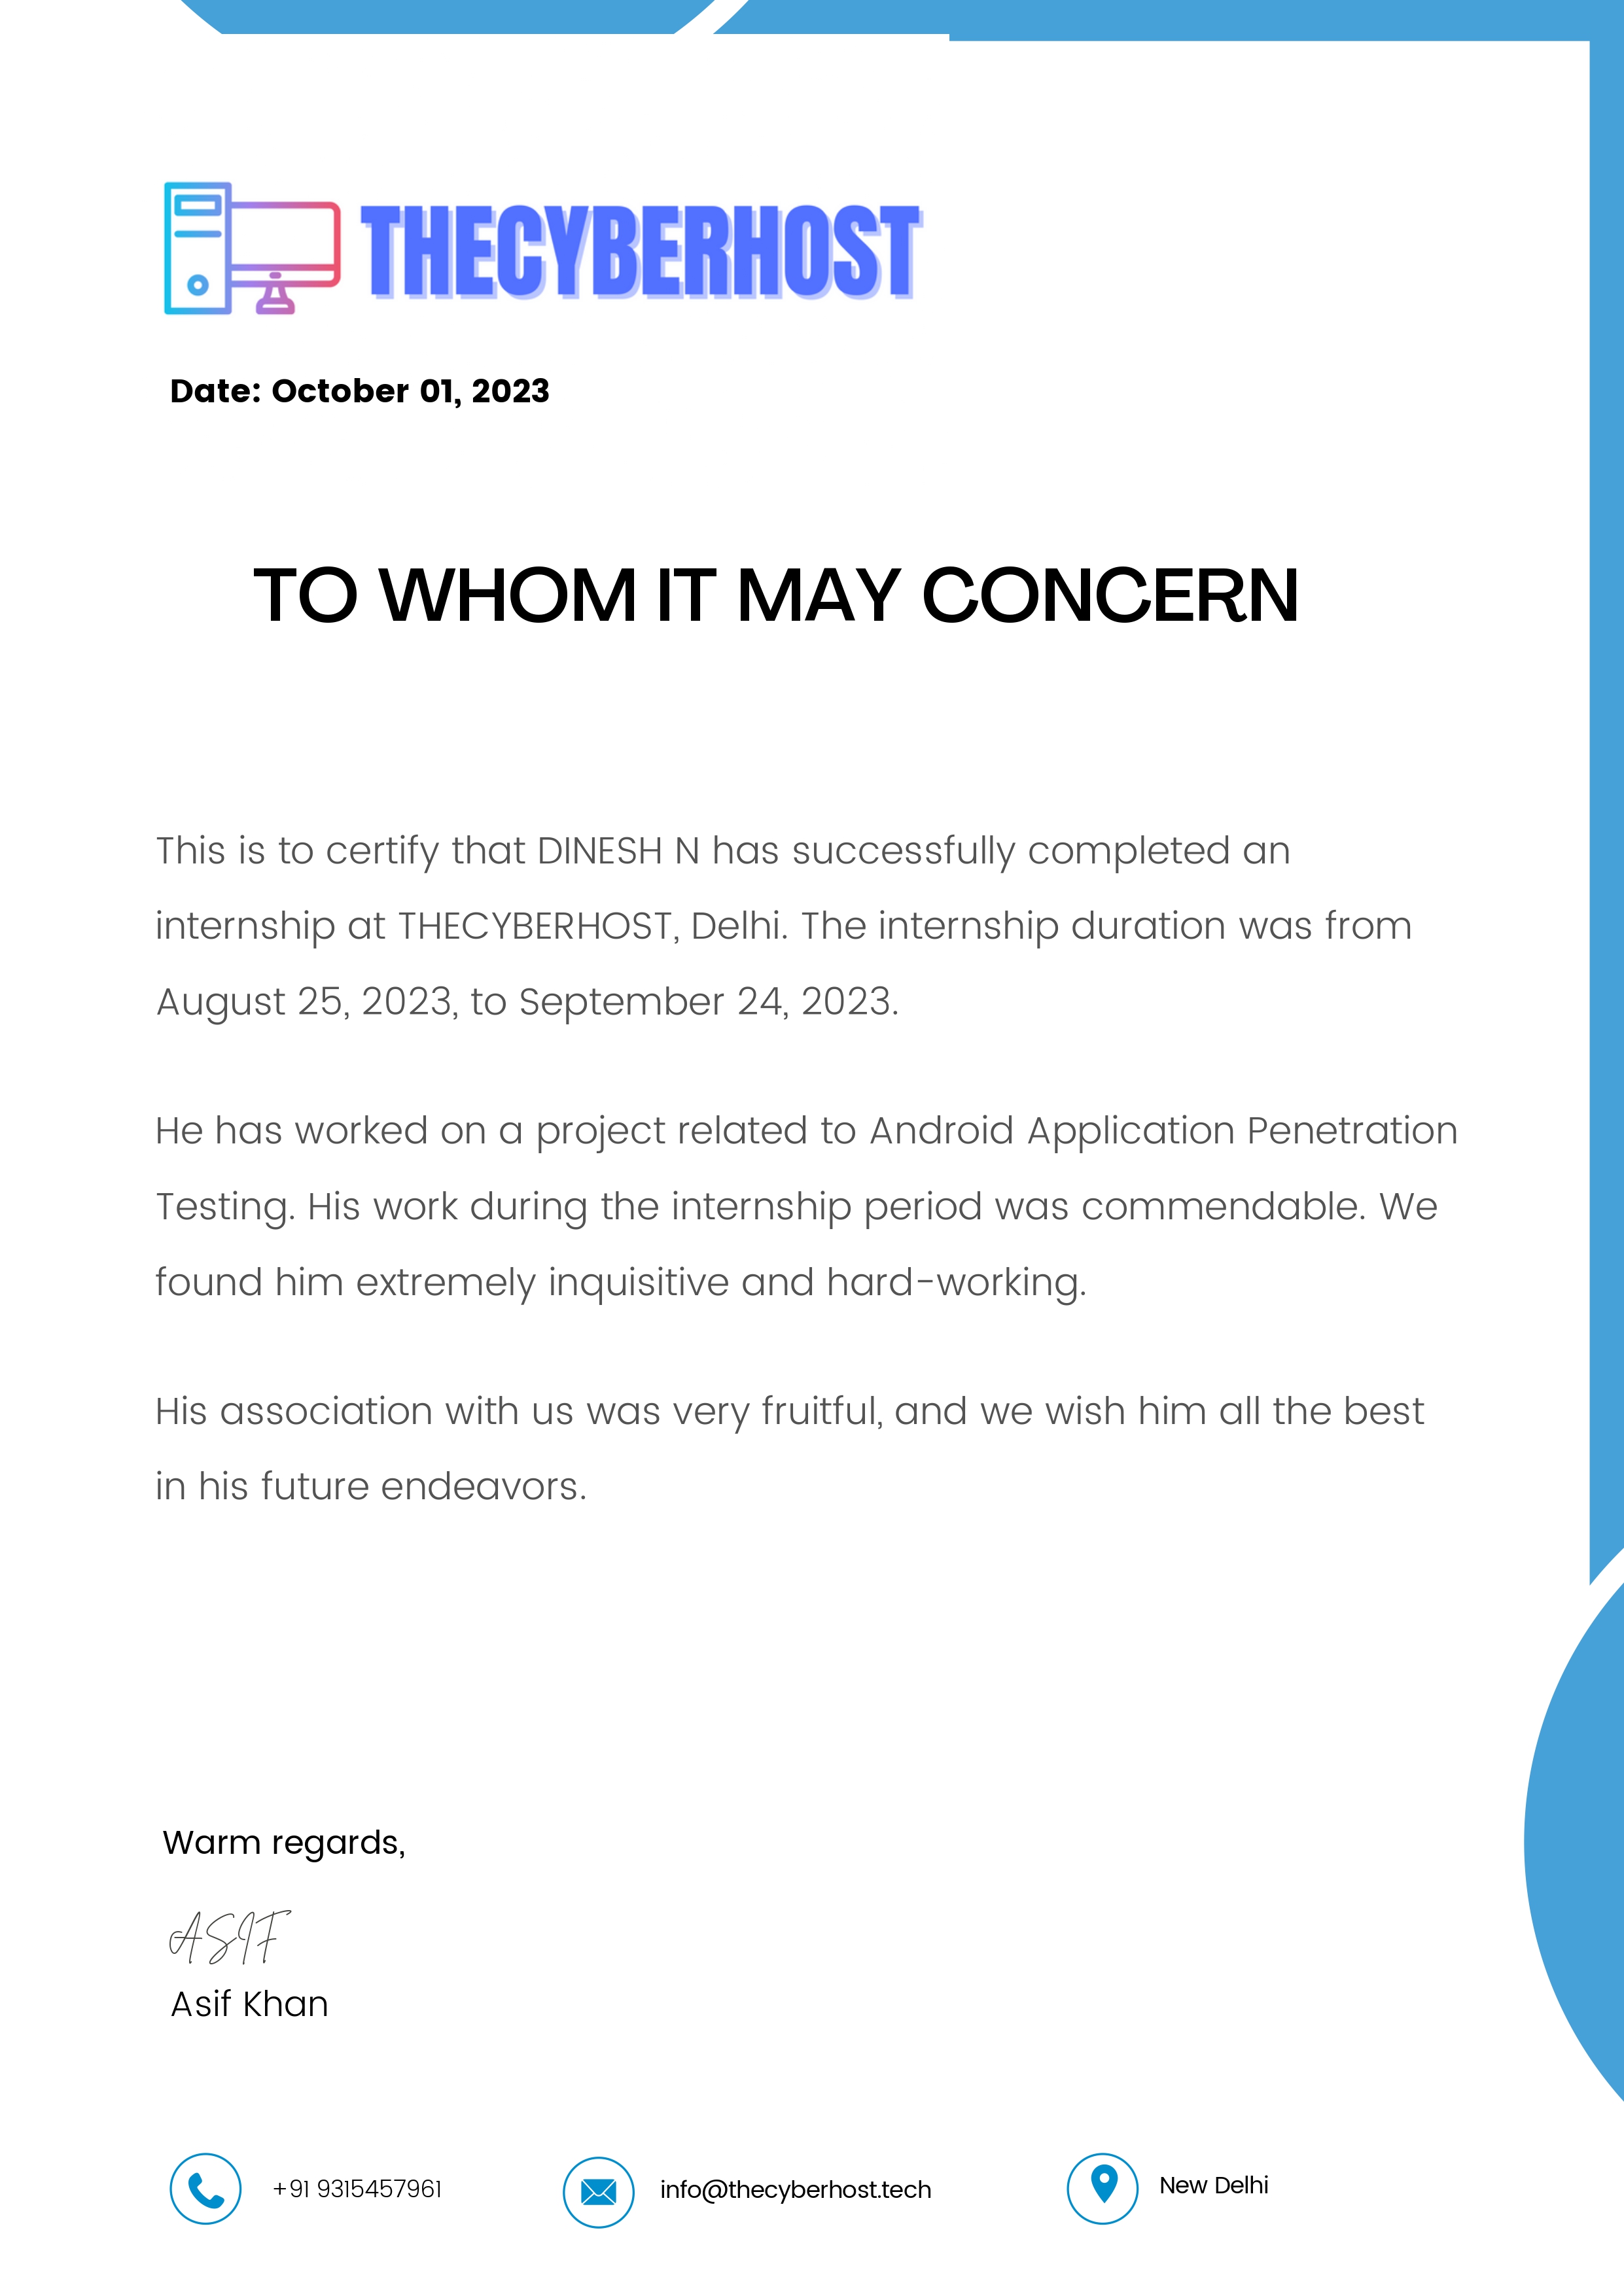 THECYBERHOST
Date: October 01, 2023
TO WHOM IT MAY CONCERN
This is to certify that DINESH N has successfully completed an
internship at THECYBERHOST, Delhi. The internship duration was from
August 25, 2023, to September 24, 2023.
He has worked on a project related to Android Application Penetration
Testing. His work during the internship period was commendable. We
found him extremely inquisitive and hard-working.
His association with us was very fruitful, and we wish him all the best
in his future endeavors.
Warm regards,
ASIF
Asif Khan
+91 9315457961
info@thecyberhost.tech
New Delhi